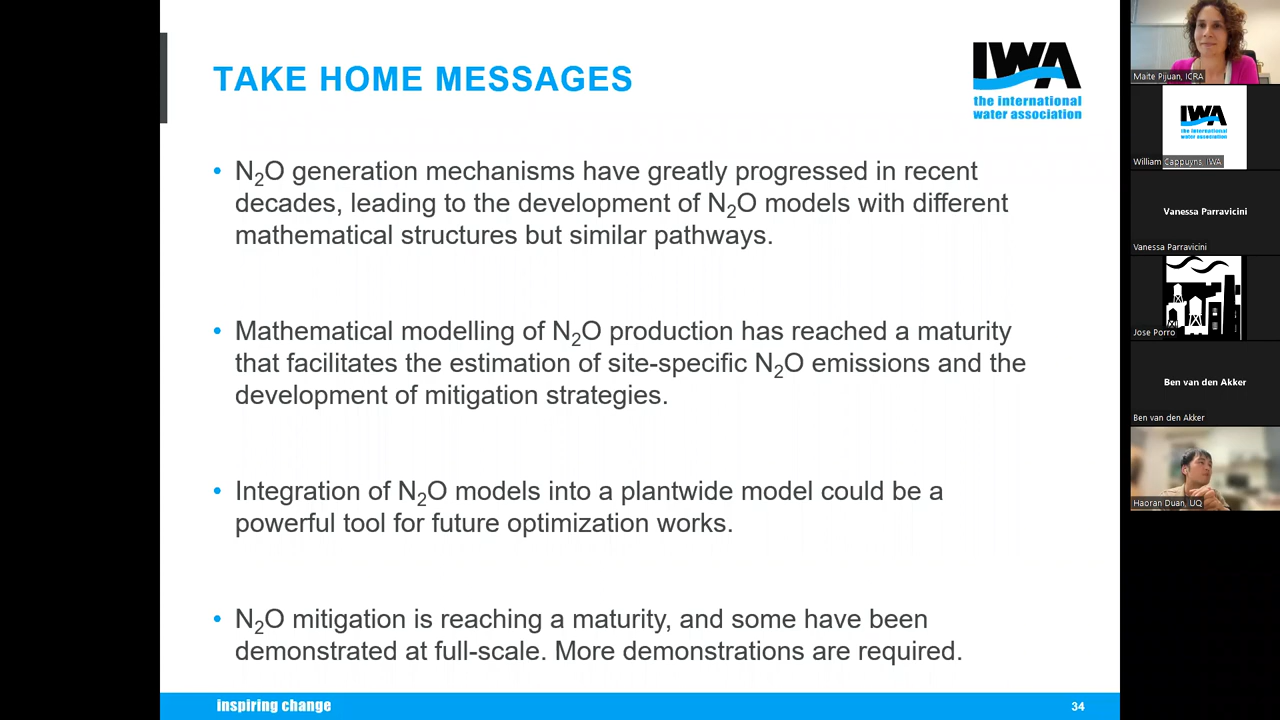 TAKE HOME MESSAGES
IWA
the international
water association
• N₂O generation mechanisms have greatly progressed in recent
decades, leading to the development of N₂O models with different
mathematical structures but similar pathways.
• Mathematical modelling of N₂O production has reached a maturity
that facilitates the estimation of site-specific N₂O emissions and the
development of mitigation strategies.
• Integration of N₂O models into a plantwide model could be a
powerful tool for future optimization works.
• N₂O mitigation is reaching a maturity, and some have been
demonstrated at full-scale. More demonstrations are required.
inspiring change
34
Maite Pijuan, ICRA
IWA
the international
water association
William Cappuyns, IWA
Vanessa Parravicini
Vanessa Parravicini
Jose Porro
Ben van den Akker
Ben van den Akker
Haoran Duan, UQ